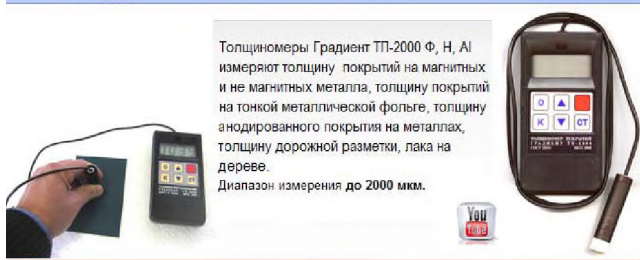 Толщиномеры Градиент ТП-2000 Ф, Н, Al
измеряют толщину покрытий на магнитных
и не магнитных металла, толщину покрытий
на тонкой металлической фольге, толщину
анодированного покрытия на металлах,
толщину дорожной разметки, лака на
дереве.
Диапазон измерения до 2000 мкм.
You
Tube
О
К
СТ
ТОЛЩИНОМЕР ПОКРЫТИЙ
ГРАДИЕНТ ТП-2000